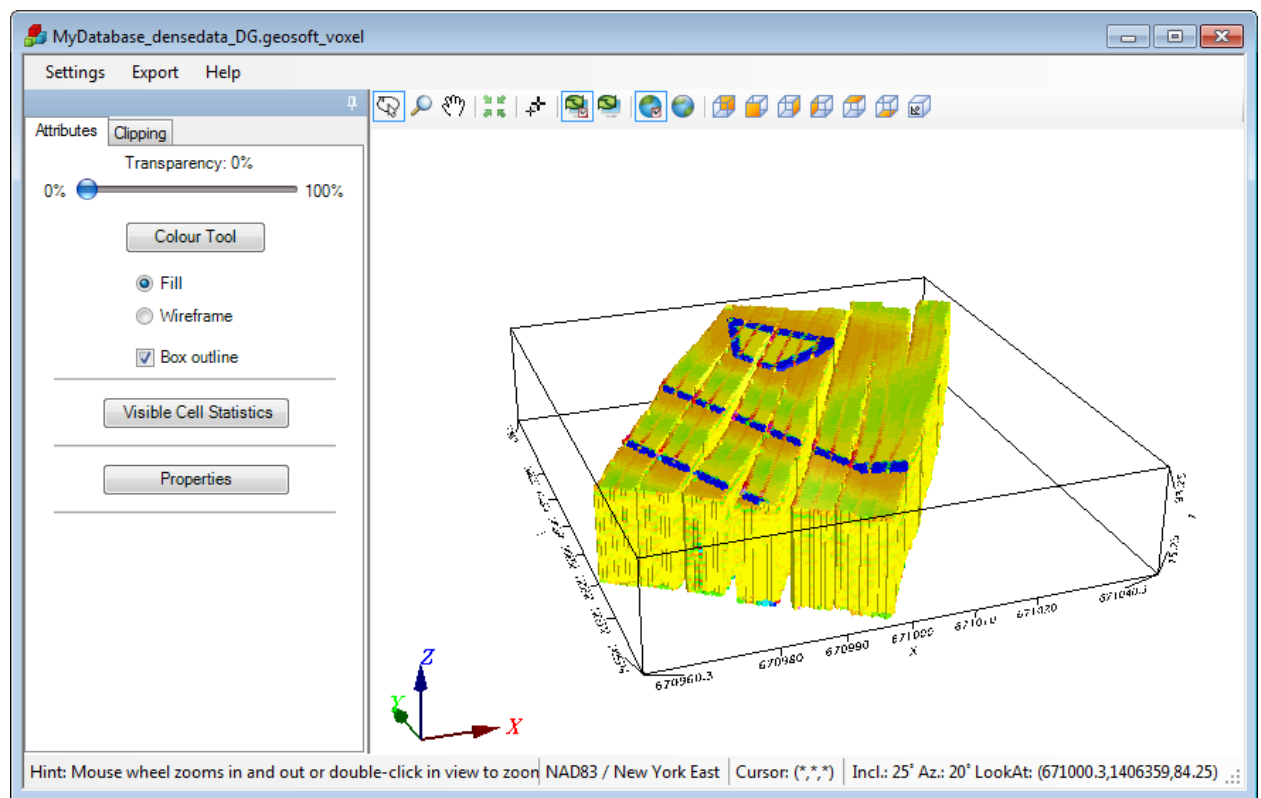 MyDatabase_densedata_DG.geosoft_voxel
Settings Export Help
Attributes Clipping
Transparency: 0%
0% 100%
Colour Tool
Fill
Wireframe
Box outline
Visible Cell Statistics
Properties
75.25
671040.3
671020
671000
X
670990
670980
670960.3
Z
Y
X
Hint: Mouse wheel zooms in and out or double-click in view to zoon NAD83 / New York East Cursor: (*,*,*) Incl.: 25° Az.: 20° LookAt: (671000.3,1406359,84.25)